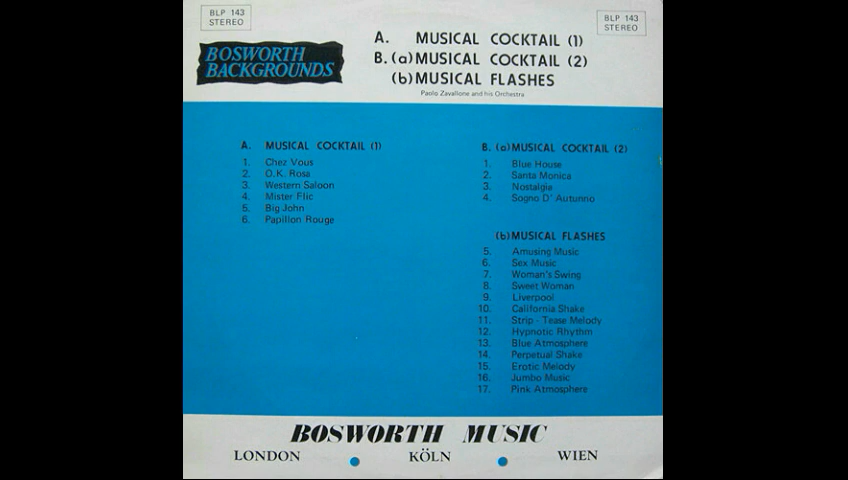 BLP 143
STEREO
BLP 143
STEREO
BOSWORTH
BACKGROUNDS
A. MUSICAL COCKTAIL (1)
B. (a) MUSICAL COCKTAIL (2)
(b) MUSICAL FLASHES
Paolo Zavallone and his Orchestra
A. MUSICAL COCKTAIL (1)
1. Chez Vous
2. O.K. Rosa
3. Western Saloon
4. Mister Flic
5. Big John
6. Papillon Rouge
B. (a) MUSICAL COCKTAIL (2)
1. Blue House
2. Santa Monica
3. Nostalgie
4. Sogno D' Autunno
(b) MUSICAL FLASHES
5. Amusing Music
6. Sex Music
7. Woman's Swing
8. Sweet Woman
9. Liverpool
10. California Shake
11. Strip - Tease Melody
12. Hypnotic Rhythm
13. Blue Atmosphere
14. Perpetual Shake
15. Erotic Melody
16. Jumbo Music
17. Pink Atmosphere
BOSWORTH MUSIC
LONDON • KÖLN • WIEN